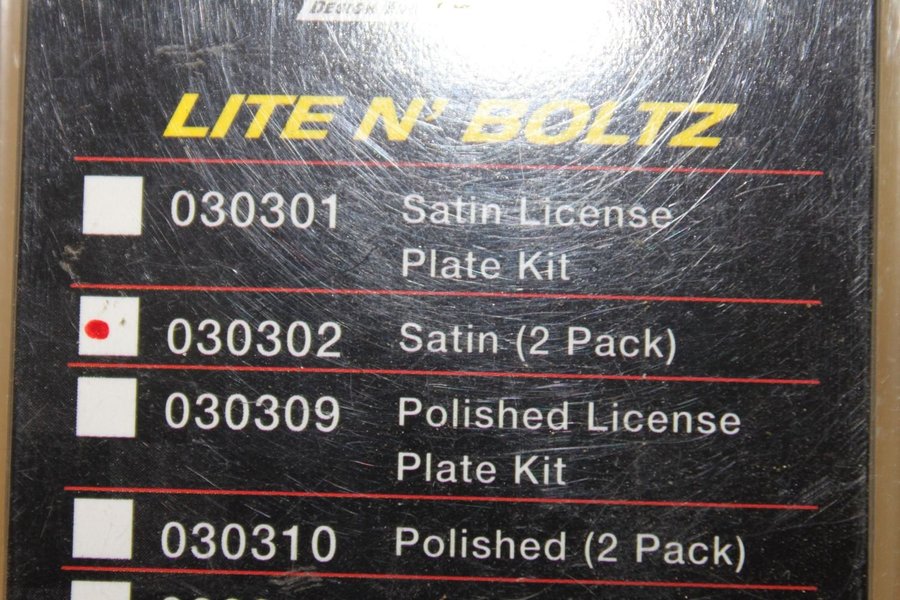 DESIGN
LITE N' BOLTZ
030301 Satin License
Plate Kit
030302 Satin (2 Pack)
030309 Polished License
Plate Kit
030310 Polished (2 Pack)